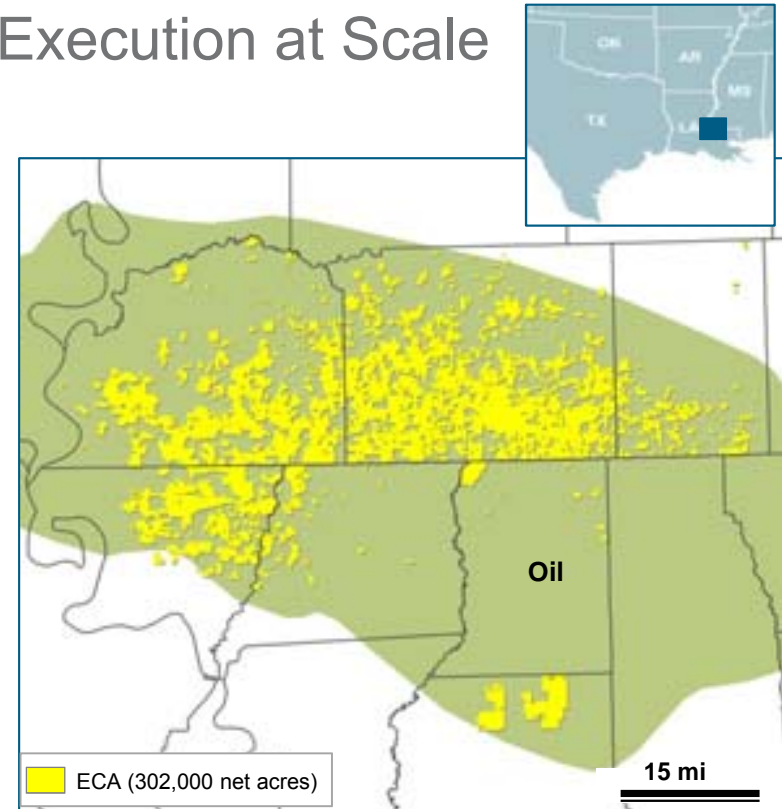 Execution at Scale
OK
AR
MS
TX
LA
Oil
ECA (302,000 net acres)
15 mi